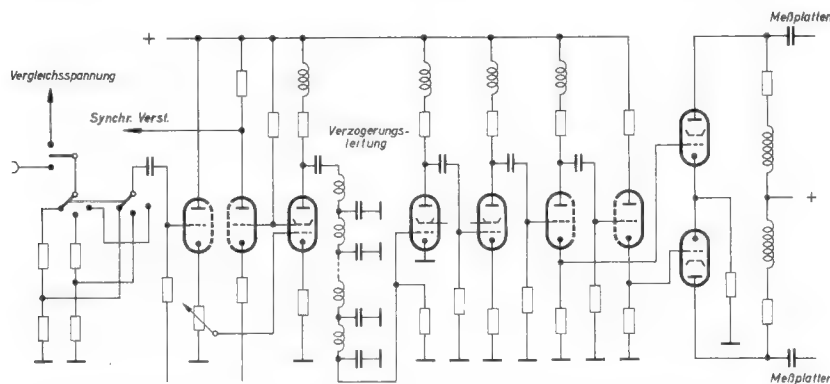 Meßplatten
+
Vergleichsspannung
Synchr. Verst.
Verzögerungs-
leitung
+
Meßplatten